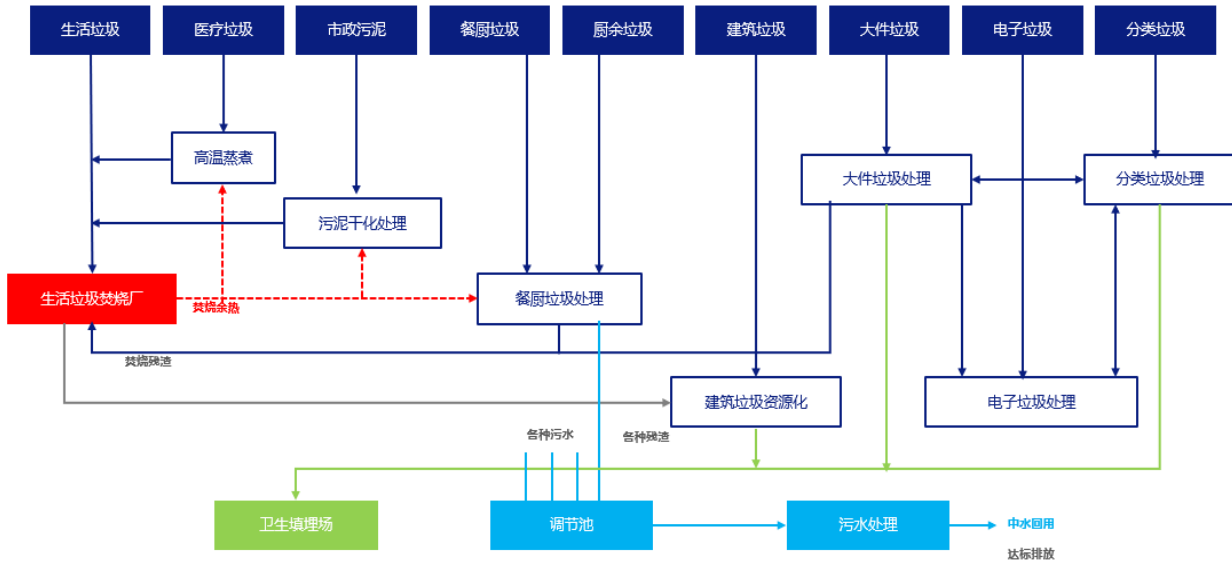 生活垃圾
医疗垃圾
市政污泥
餐厨垃圾
厨余垃圾
建筑垃圾
大件垃圾
电子垃圾
分类垃圾
高温蒸煮
大件垃圾处理
分类垃圾处理
污泥干化处理
生活垃圾焚烧厂
焚烧余热
餐厨垃圾处理
焚烧残渣
建筑垃圾资源化
电子垃圾处理
各种污水
各种残渣
卫生填埋场
调节池
污水处理
中水回用
达标排放